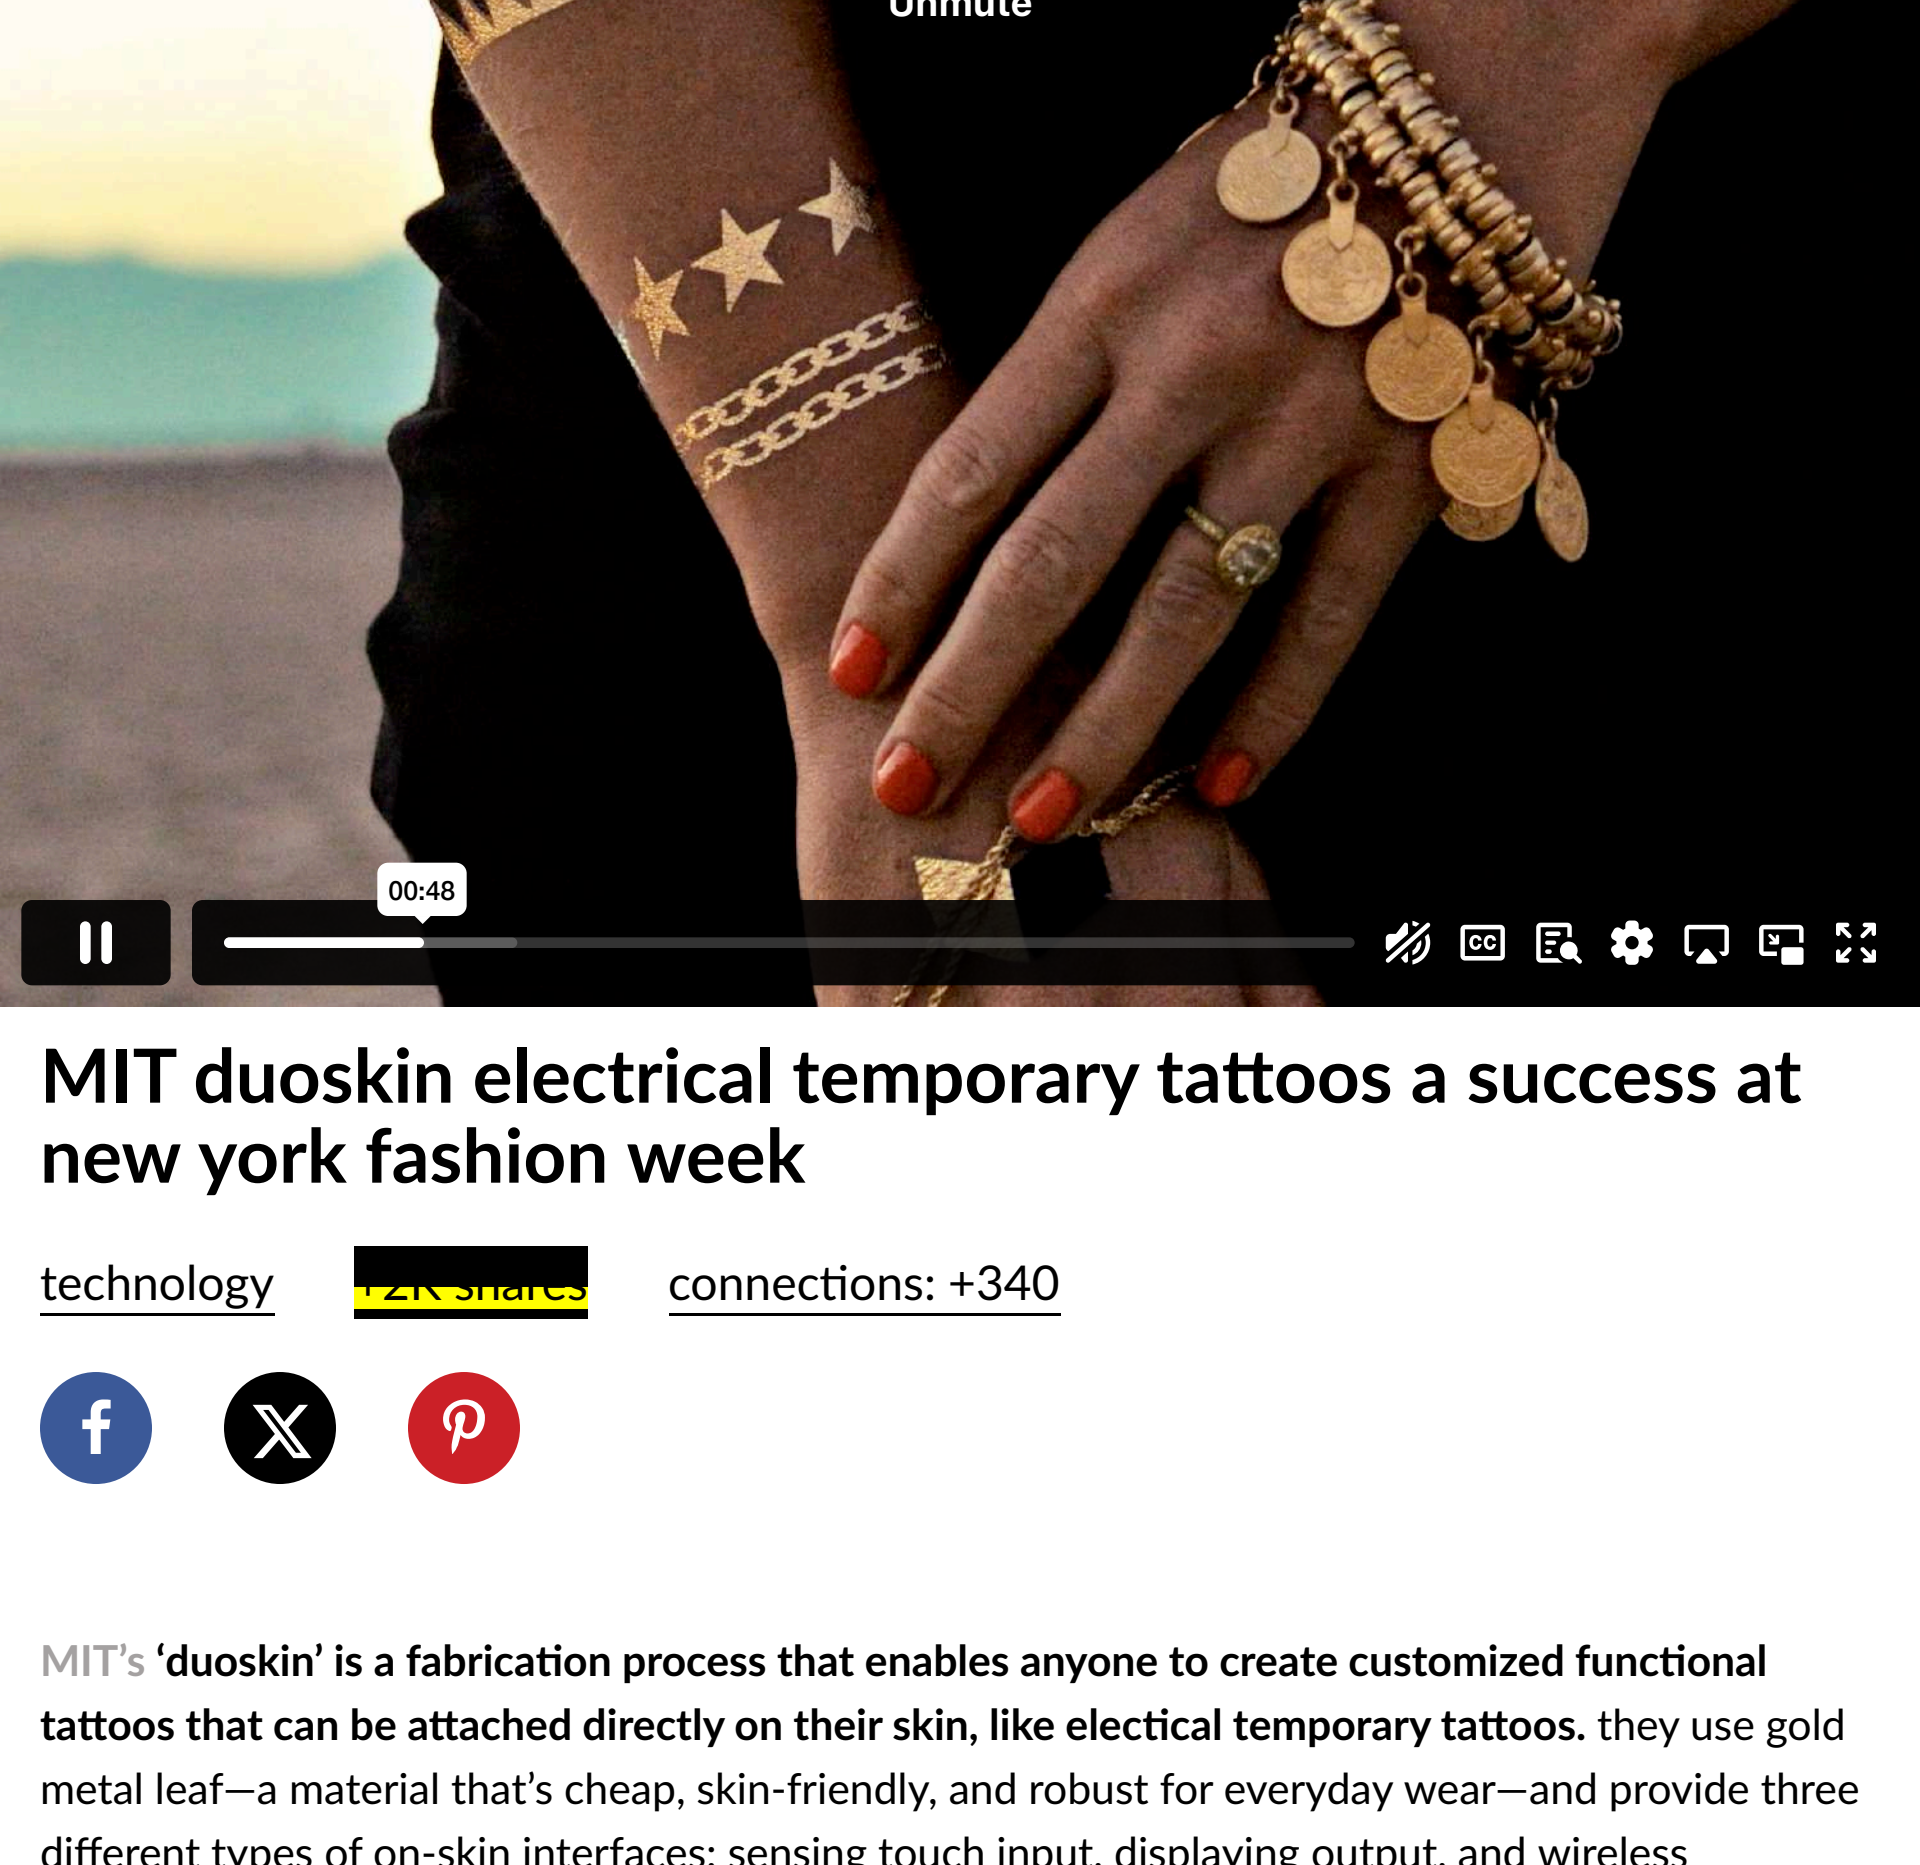 Unmute
00:48
CC
MIT duoskin electrical temporary tattoos a success at
new york fashion week
technology +2K shares connections: +340
MIT’s ‘duoskin’ is a fabrication process that enables anyone to create customized functional
tattoos that can be attached directly on their skin, like electical temporary tattoos. they use gold
metal leaf—a material that’s cheap, skin-friendly, and robust for everyday wear—and provide three
different types of on-skin interfaces: sensing touch input, displaying output, and wireless